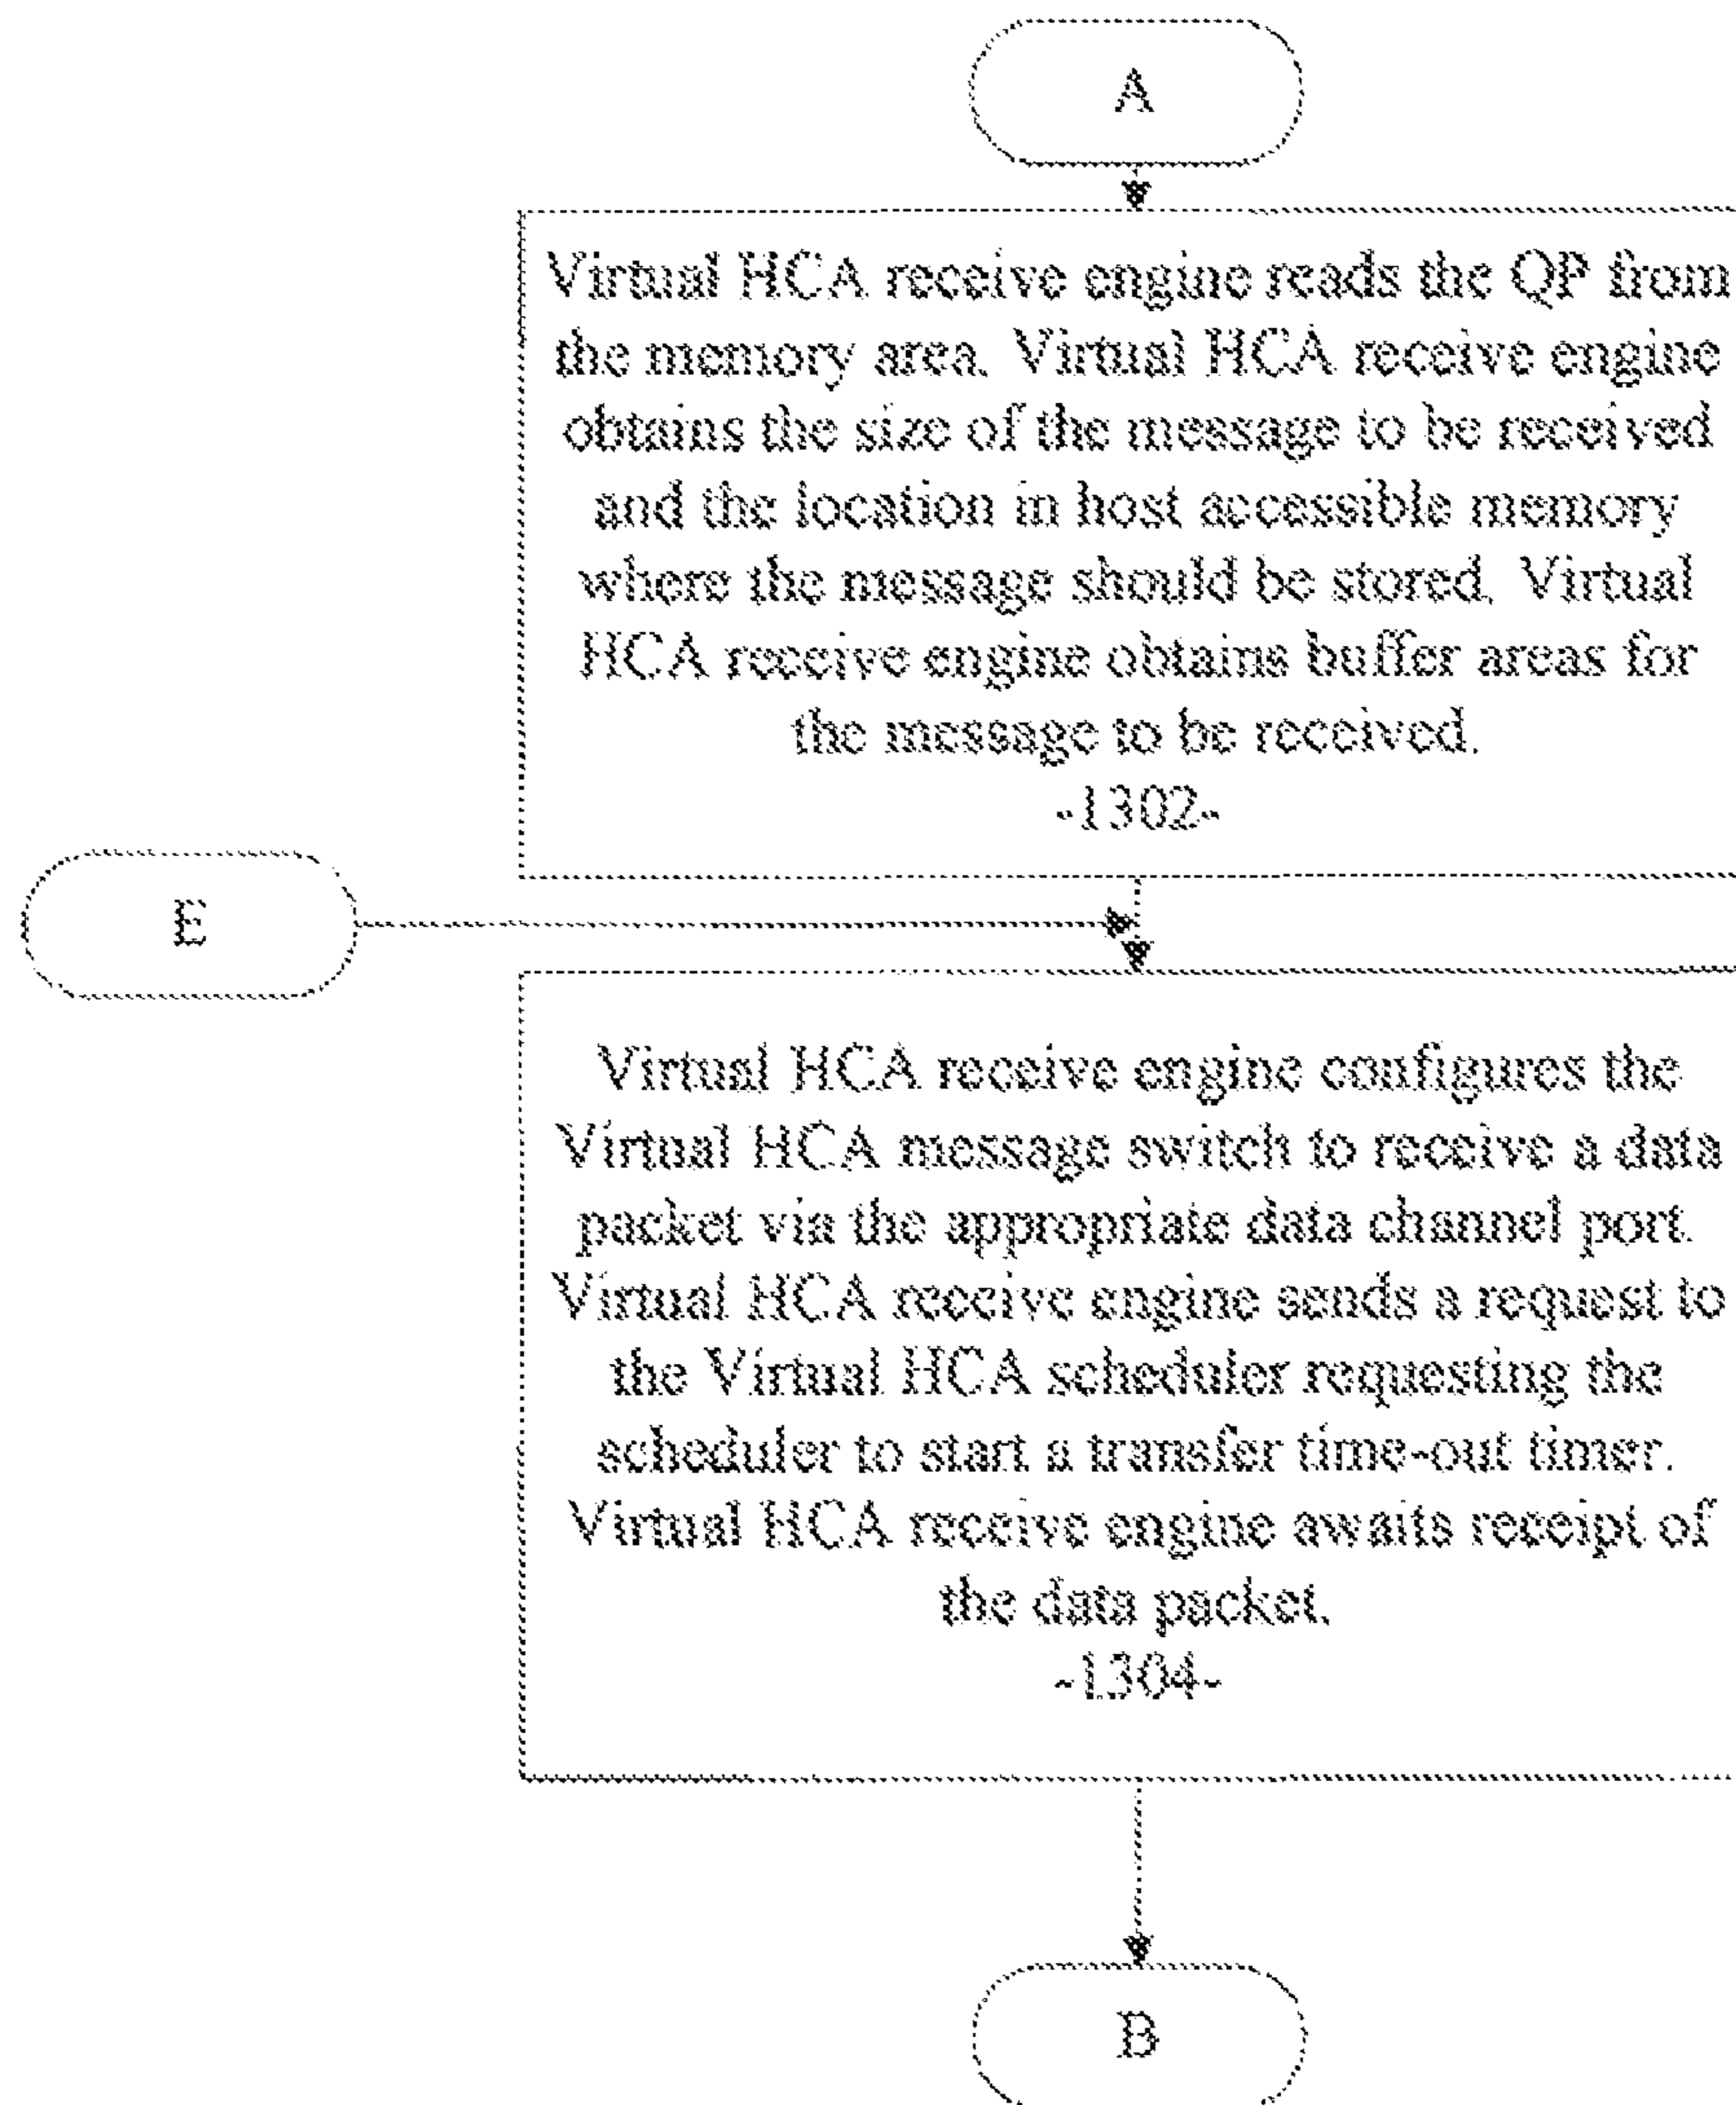 A
Virtual HCA receive engine reads the QP from
the memory area. Virtual HCA receive engine
obtains the size of the message to be received
and the location in host accessible memory
where the message should be stored. Virtual
HCA receive engine obtains buffer areas for
the message to be received.
-1302-
E
Virtual HCA receive engine configures the
Virtual HCA message switch to receive a data
packet via the appropriate data channel port.
Virtual HCA receive engine sends a request to
the Virtual HCA scheduler requesting the
scheduler to start a transfer time-out timer.
Virtual HCA receive engine awaits receipt of
the data packet.
-1304-
B